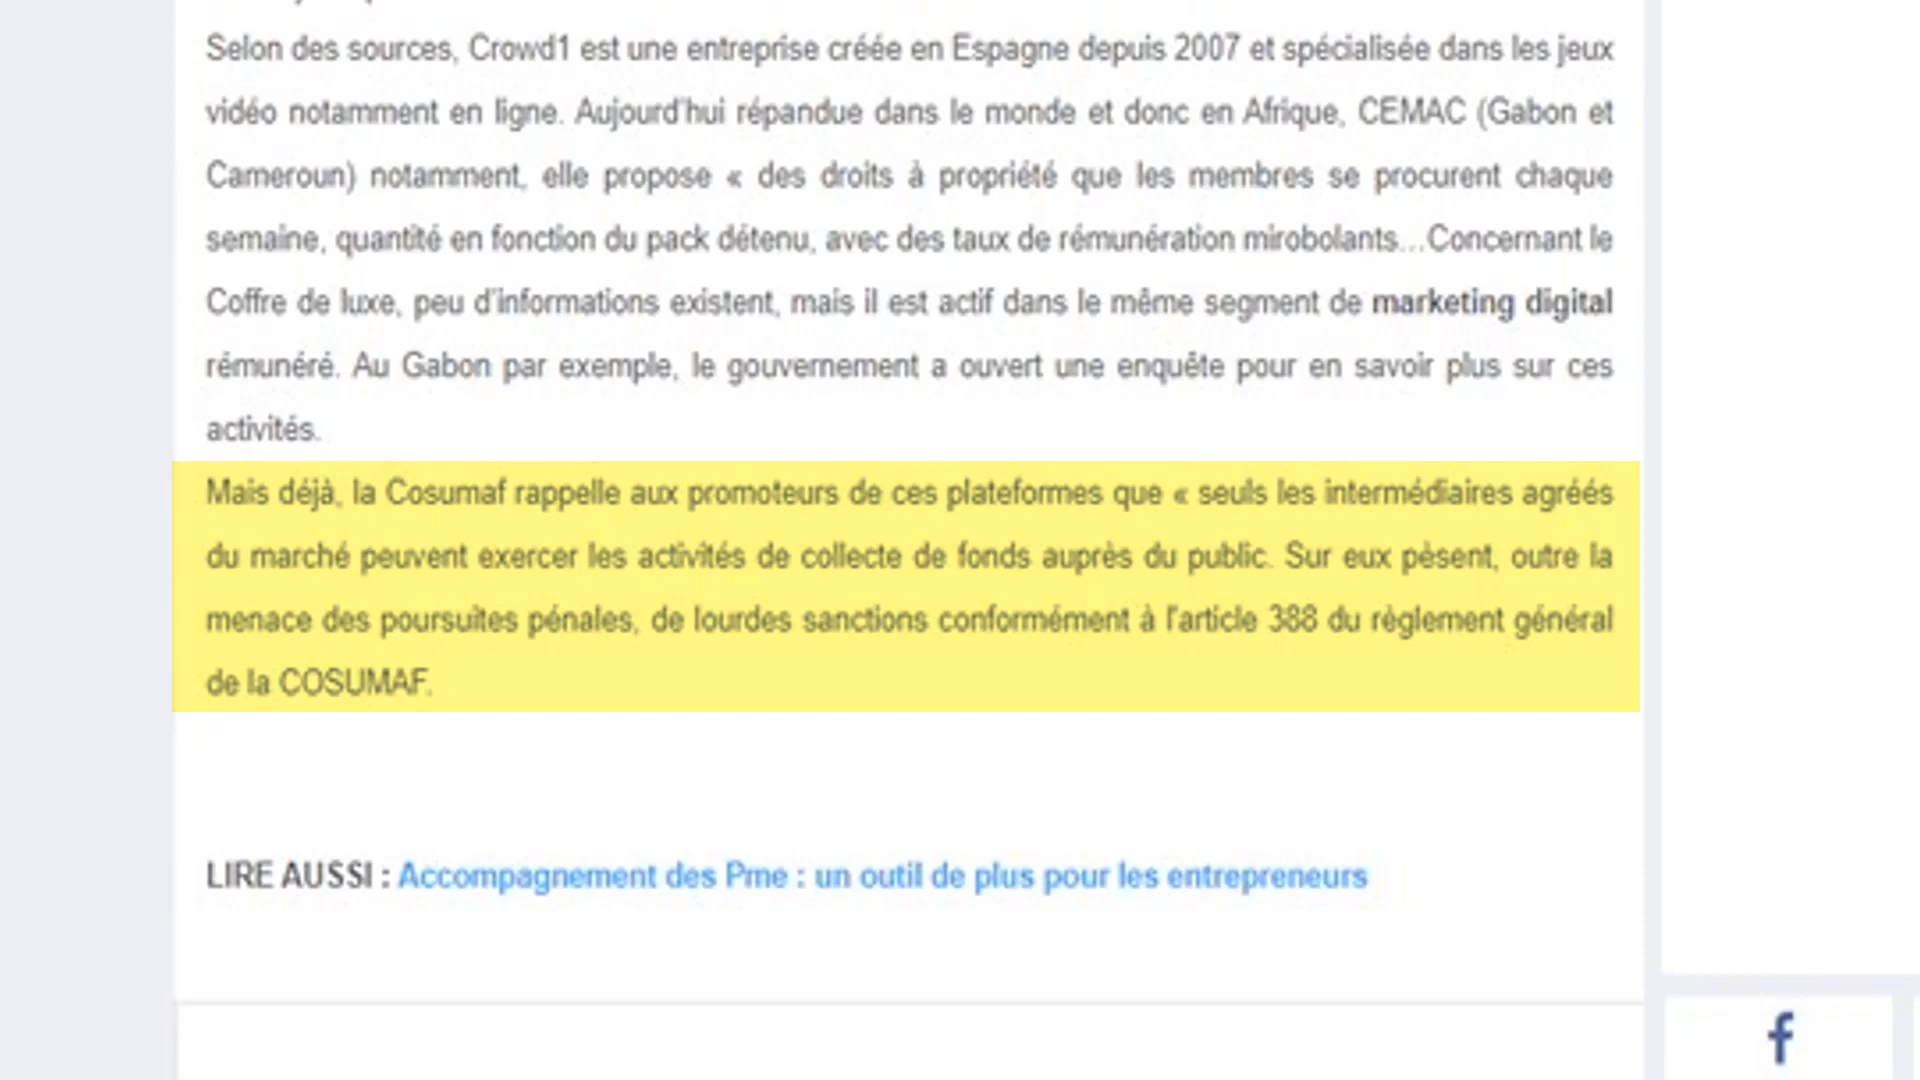 Selon des sources, Crowd1 est une entreprise créée en Espagne depuis 2007 et spécialisée dans les jeux
vidéo notamment en ligne. Aujourd'hui répandue dans le monde et donc en Afrique, CEMAC (Gabon et
Cameroun) notamment, elle propose « des droits à propriété que les membres se procurent chaque
semaine, quantité en fonction du pack détenu, avec des taux de rémunération mirobolants…Concernant le
Coffre de luxe, peu d'informations existent, mais il est actif dans le même segment de marketing digital
rémunéré. Au Gabon par exemple, le gouvernement a ouvert une enquête pour en savoir plus sur ces
activités.
Mais déjà, la Cosumaf rappelle aux promoteurs de ces plateformes que « seuls les intermédiaires agréés
du marché peuvent exercer les activités de collecte de fonds auprès du public. Sur eux pèsent, outre la
menace des poursuites pénales, de lourdes sanctions conformément à l'article 388 du règlement général
de la COSUMAF.
LIRE AUSSI : Accompagnement des Pme : un outil de plus pour les entrepreneurs